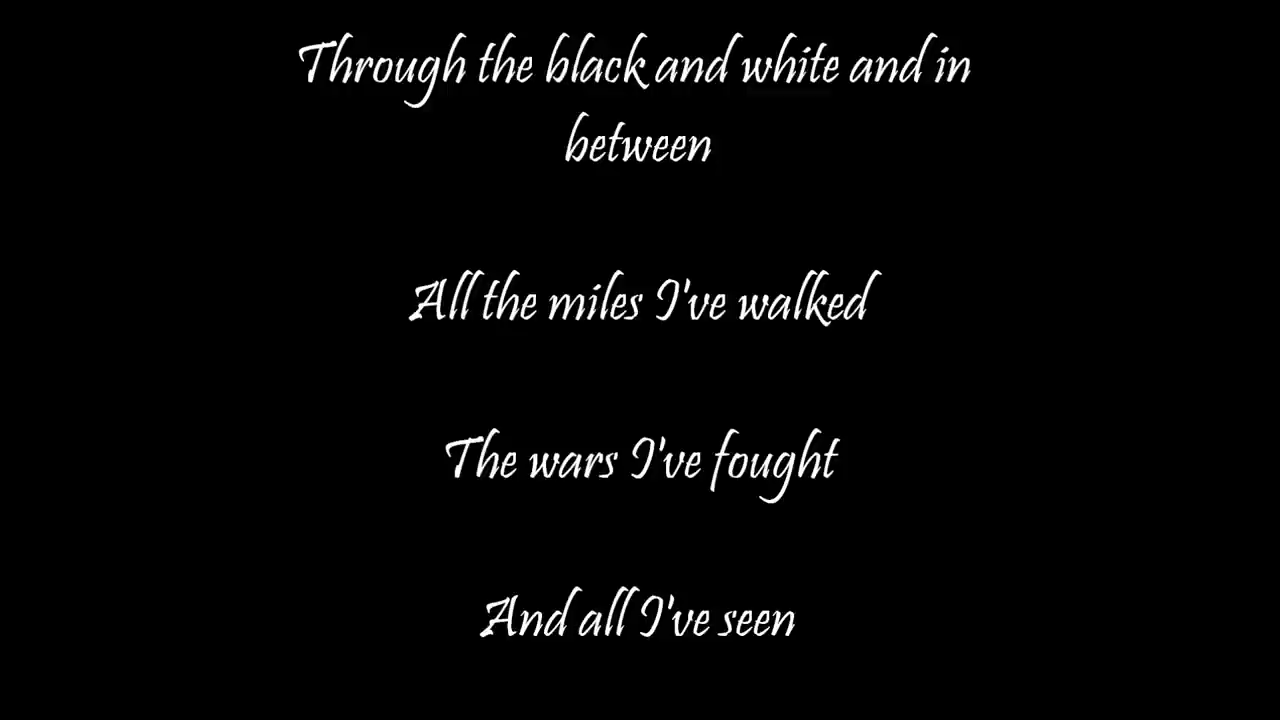 Through the black and white and in
between
All the miles I've walked
The wars I've fought
And all I've seen